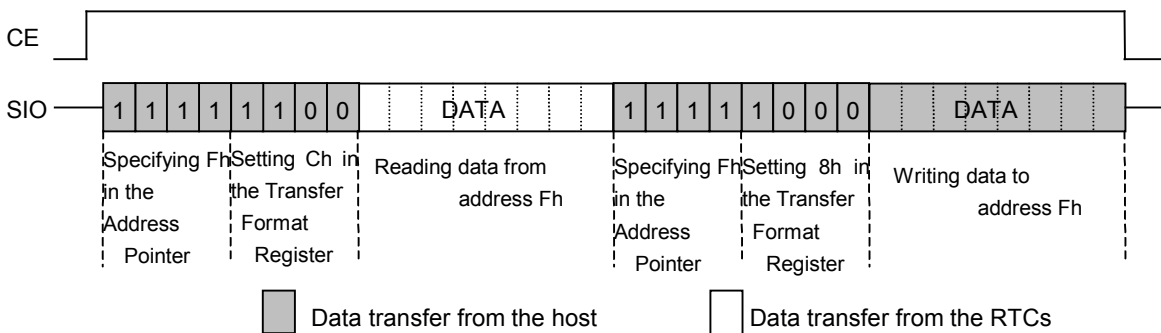 CE
SIO
1 1 1 1 1 1 0 0 DATA 1 1 1 1 1 0 0 0 DATA
Specifying Fh
in the
Address
Pointer
Setting Ch in
the Transfer
Format
Register
Reading data from
address Fh
Specifying Fh
in the
Address
Pointer
Setting 8h in
the Transfer
Format
Register
Writing data to
address Fh
Data transfer from the host
Data transfer from the RTCs